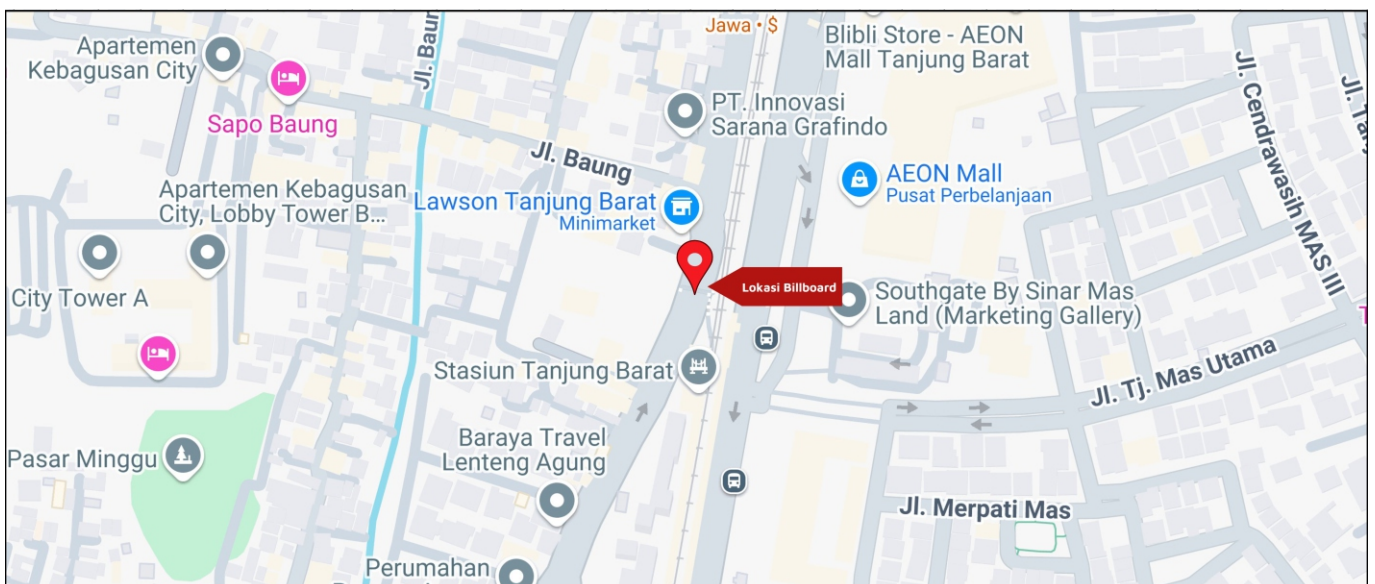 Jawa • $
Blibli Store - AEON
Mall Tanjung Barat
Apartemen
Kebagusan City
Jl. Baun
Sapo Baung
PT. Innovasi
Sarana Grafindo
Jl. Cendrawasih MAS III
Jl. Baung
AEON Mall
Pusat Perbelanjaan
Apartemen Kebagusan
City, Lobby Tower B...
Lawson Tanjung Barat
Minimarket
Lokasi Billboard
City Tower A
Southgate By Sinar Mas
Land (Marketing Gallery)
Stasiun Tanjung Barat
Jl. Tj. Mas Utama
Baraya Travel
Lenteng Agung
Pasar Minggu
Jl. Merpati Mas
Perumahan